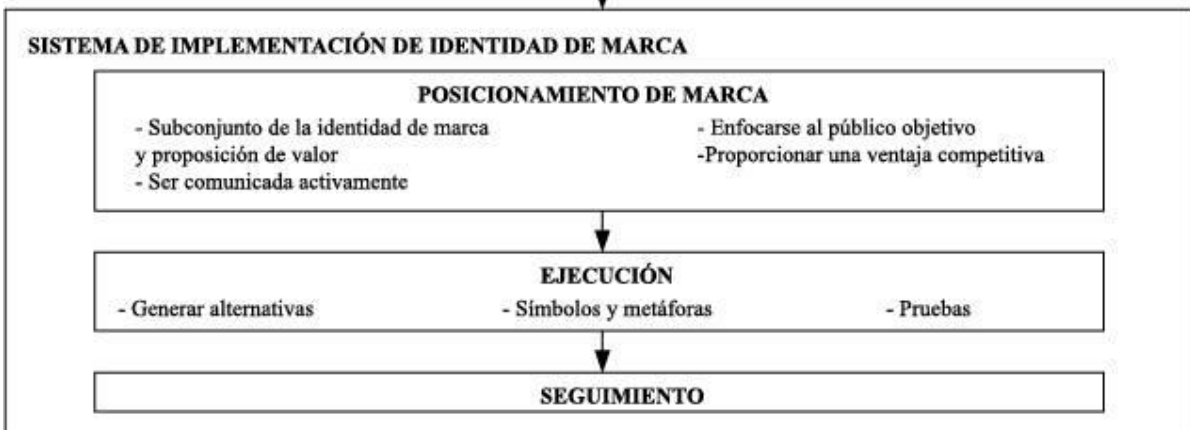 SISTEMA DE IMPLEMENTACIÓN DE IDENTIDAD DE MARCA
POSICIONAMIENTO DE MARCA
- Subconjunto de la identidad de marca
y proposición de valor
- Ser comunicada activamente
- Enfocarse al público objetivo
-Proporcionar una ventaja competitiva
EJECUCIÓN
- Generar alternativas
- Símbolos y metáforas
- Pruebas
SEGUIMIENTO